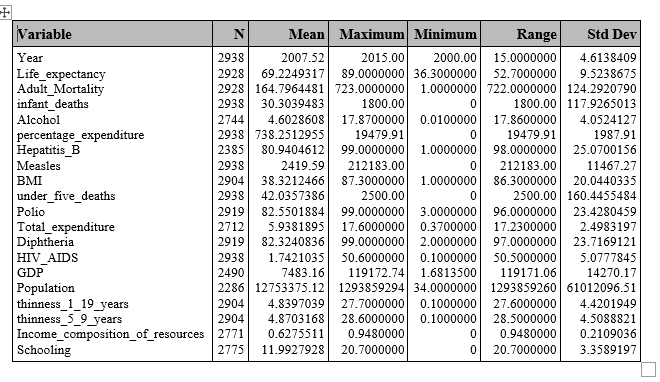 Variable N Mean Maximum Minimum Range Std Dev
Year 2938 2007.52 2015.00 2000.00 15.0000000 4.6138409
Life_expectancy 2928 69.2249317 89.0000000 36.3000000 52.7000000 9.5238675
Adult_Mortality 2928 164.7964481 723.0000000 1.0000000 722.0000000 124.2920790
infant_deaths 2938 30.3039483 1800.00 0 1800.00 117.9265013
Alcohol 2744 4.6028608 17.8700000 0.0100000 17.8600000 4.0524127
percentage_expenditure 2938 738.2512955 19479.91 0 19479.91 1987.91
Hepatitis_B 2385 80.9404612 99.0000000 1.0000000 98.0000000 25.0700156
Measles 2938 2419.59 212183.00 0 212183.00 11467.27
BMI 2904 38.3212466 87.3000000 1.0000000 86.3000000 20.0440335
under_five_deaths 2938 42.0357386 2500.00 0 2500.00 160.4455484
Polio 2919 82.5501884 99.0000000 3.0000000 96.0000000 23.4280459
Total_expenditure 2712 5.9381895 17.6000000 0.3700000 17.2300000 2.4983197
Diphtheria 2919 82.3240836 99.0000000 2.0000000 97.0000000 23.7169121
HIV_AIDS 2938 1.7421035 50.6000000 0.1000000 50.5000000 5.0777845
GDP 2490 7483.16 119172.74 1.6813500 119171.06 14270.17
Population 2286 12753375.12 1293859294 34.0000000 1293859260 61012096.51
thinness_1_19_years 2904 4.8397039 27.7000000 0.1000000 27.6000000 4.4201949
thinness_5_9_years 2904 4.8703168 28.6000000 0.1000000 28.5000000 4.5088821
Income_composition_of_resources 2771 0.6275511 0.9480000 0 0.9480000 0.2109036
Schooling 2775 11.9927928 20.7000000 0 20.7000000 3.3589197